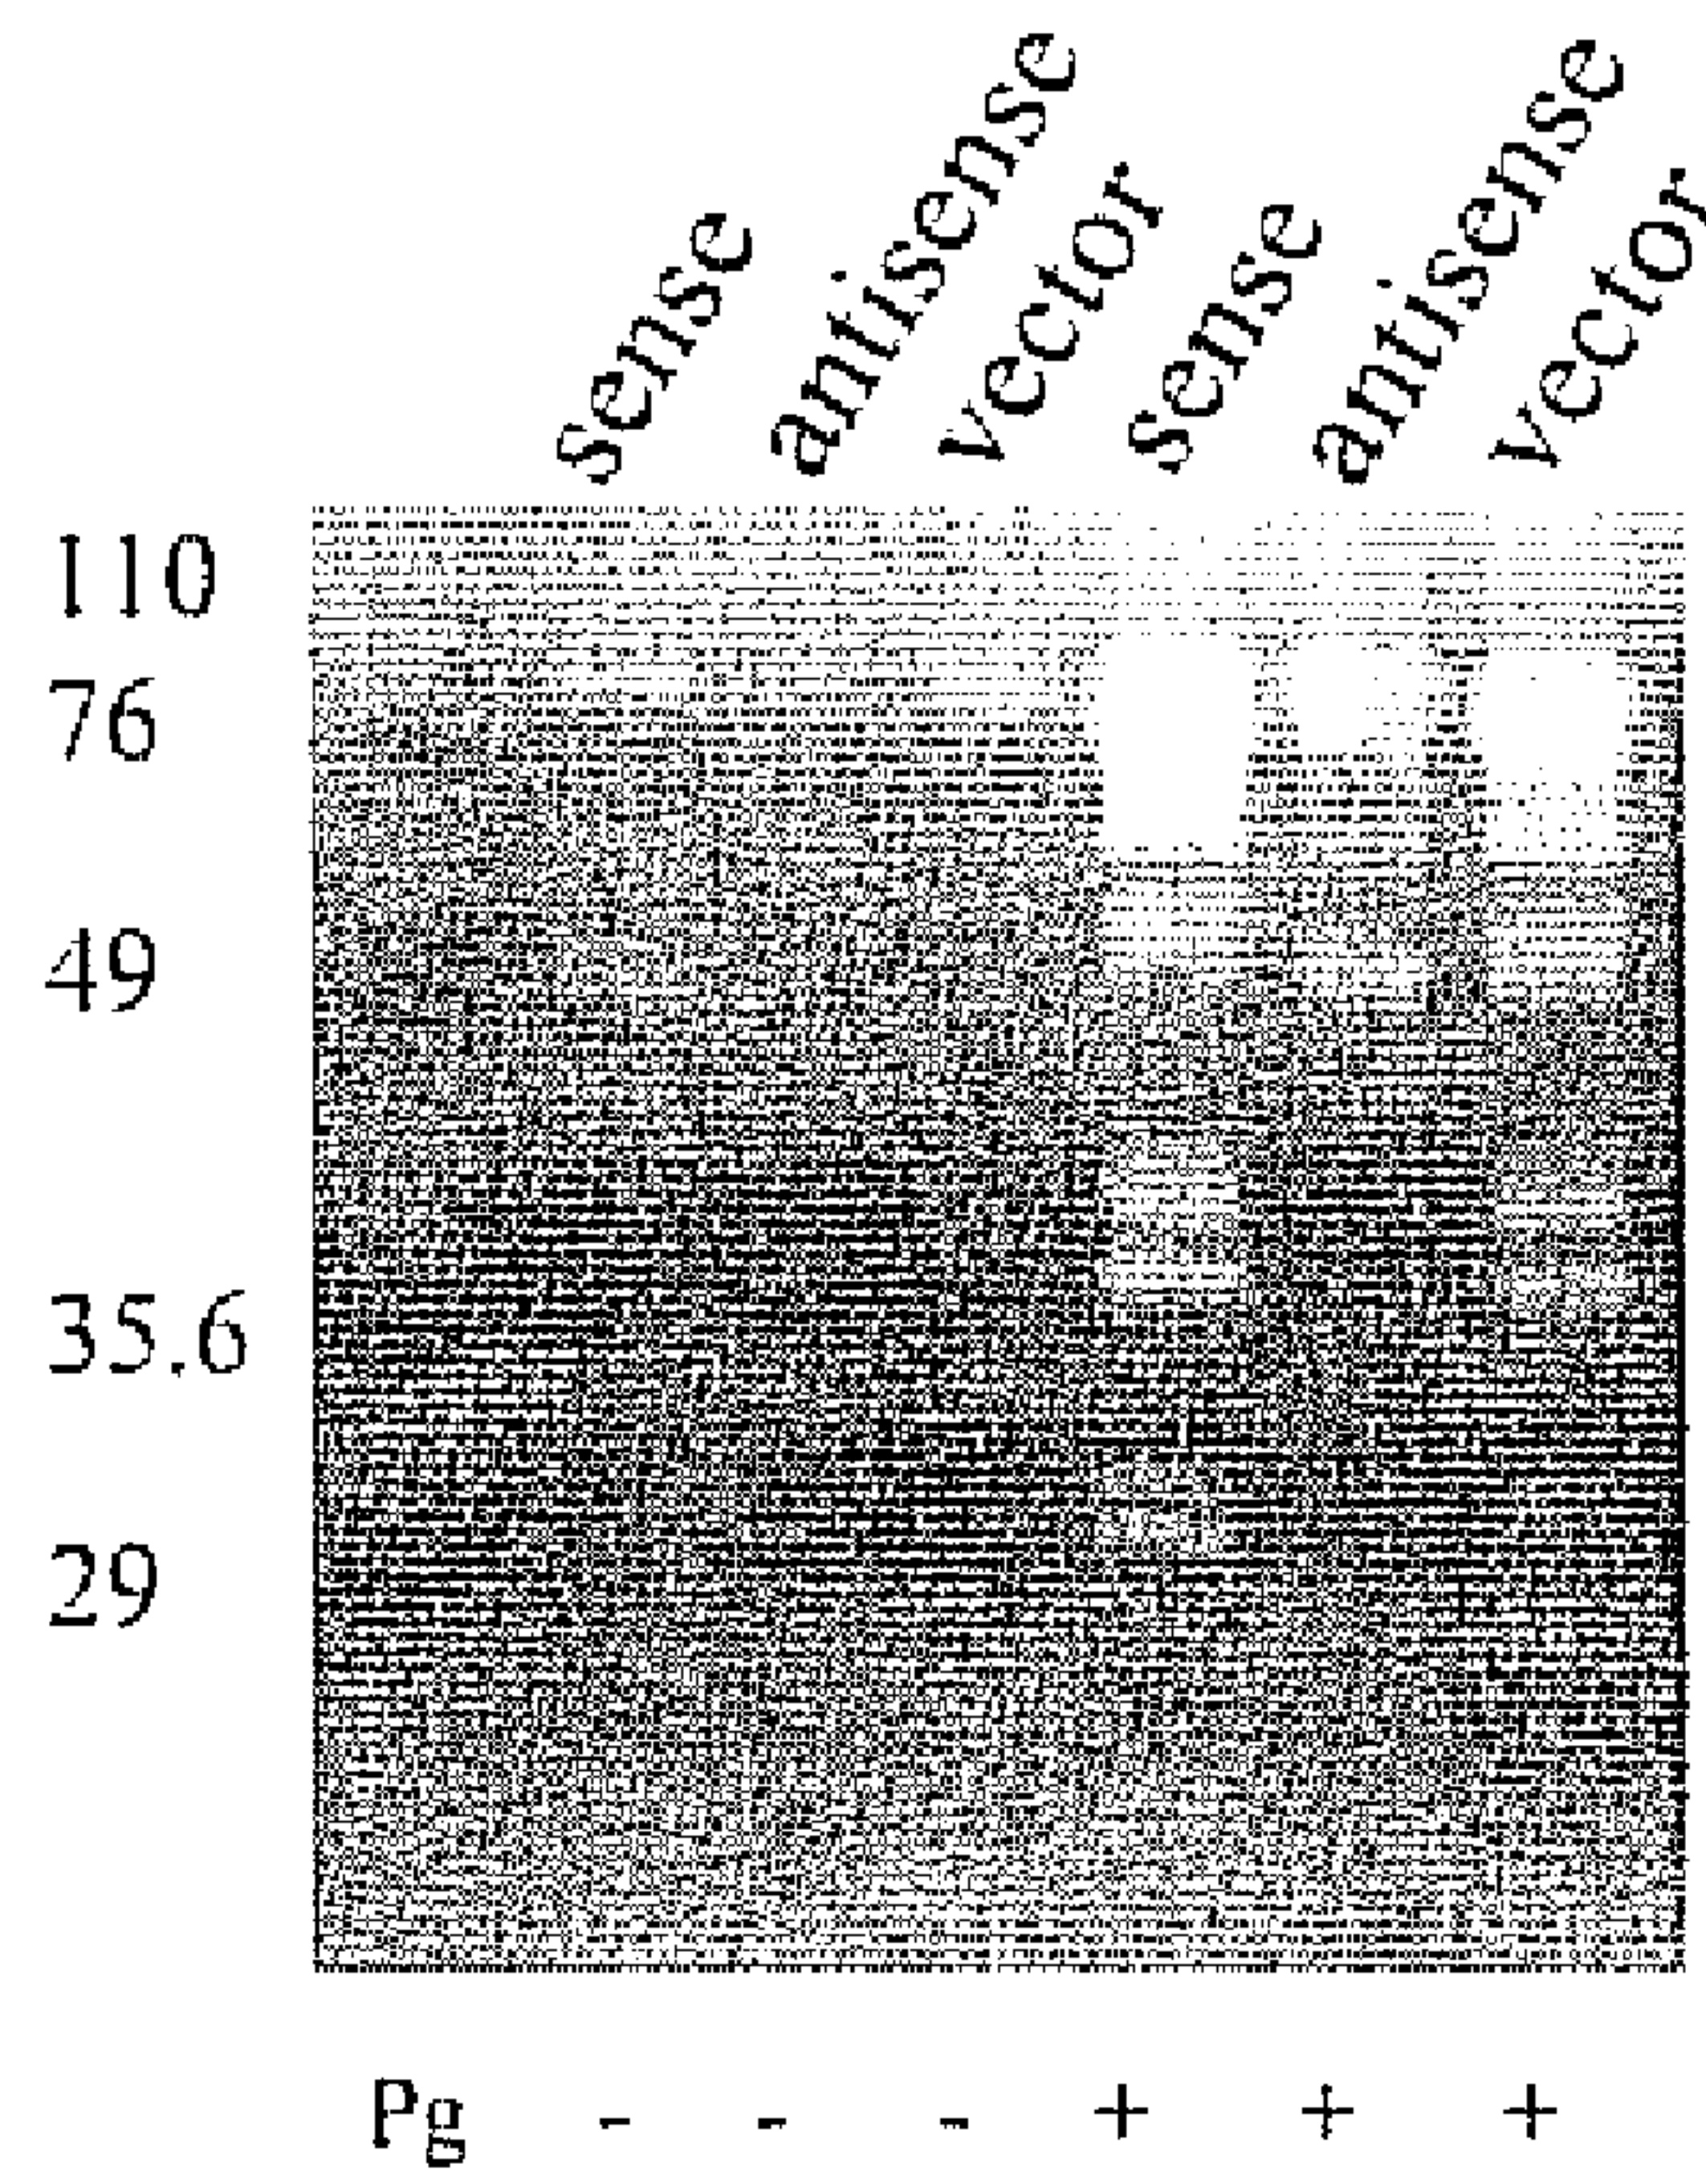 sense antisense vector sense antisense vector
110
76
49
35.6
29
Pg - - - + + +